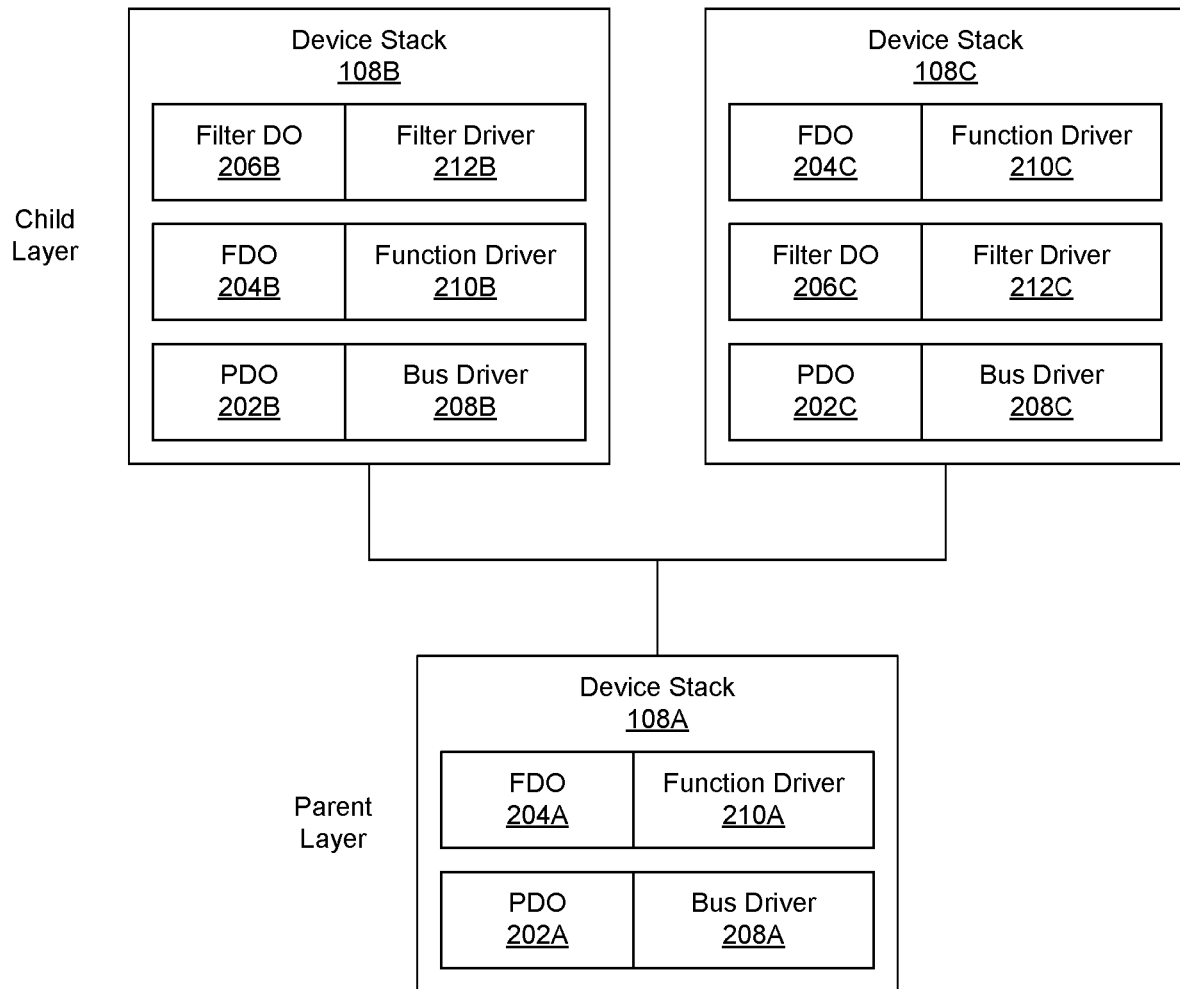 Device Stack
108B
Filter DO
206B
Filter Driver
212B
FDO
204B
Function Driver
210B
PDO
202B
Bus Driver
208B
Device Stack
108C
FDO
204C
Function Driver
210C
Filter DO
206C
Filter Driver
212C
PDO
202C
Bus Driver
208C
Child
Layer
Device Stack
108A
FDO
204A
Function Driver
210A
PDO
202A
Bus Driver
208A
Parent
Layer